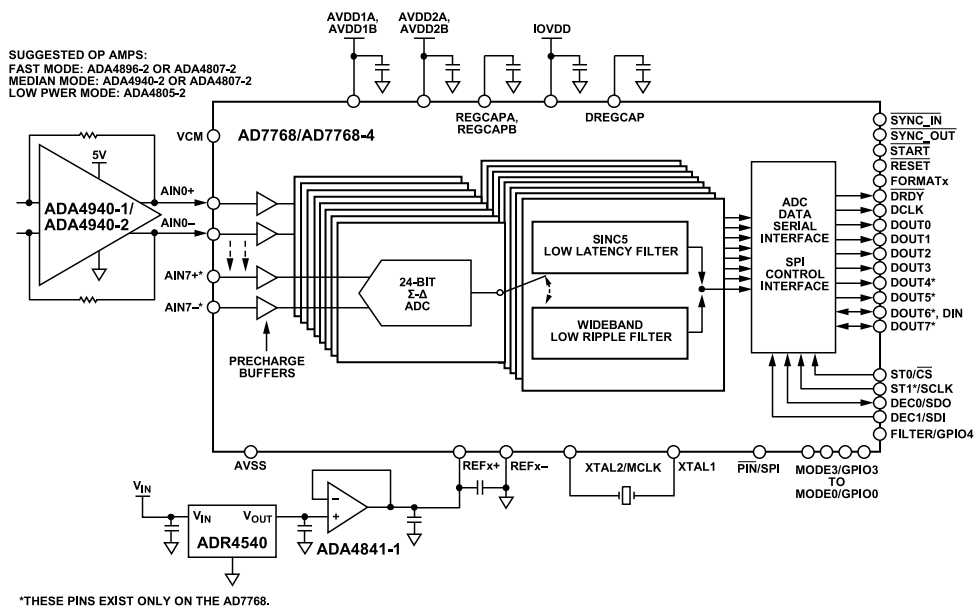 AVDD1A,
AVDD1B
AVDD2A,
AVDD2B
IOVDD
SUGGESTED OP AMPS:
FAST MODE: ADA4896-2 OR ADA4807-2
MEDIAN MODE: ADA4940-2 OR ADA4807-2
LOW PWER MODE: ADA4805-2
VCM
AD7768/AD7768-4
REGCAPA,
REGCAPB
DREGCAP
5V
ADA4940-1/
ADA4940-2
AIN0+
AIN0–
AIN7+*
AIN7–*
PRECHARGE
BUFFERS
24-BIT
Σ-Δ
ADC
SINC5
LOW LATENCY FILTER
WIDEBAND
LOW RIPPLE FILTER
ADC
DATA
SERIAL
INTERFACE
SPI
CONTROL
INTERFACE
SYNC_IN
SYNC_OUT
START
RESET
FORMATx
DRDY
DCLK
DOUT0
DOUT1
DOUT2
DOUT3
DOUT4*
DOUT5*
DOUT6*, DIN
DOUT7*
ST0/CS
ST1*/SCLK
DEC0/SDO
DEC1/SDI
FILTER/GPIO4
AVSS
REFx+
REFx–
XTAL2/MCLK
XTAL1
PIN/SPI
MODE3/GPIO3
TO
MODE0/GPIO0
VIN
VIN
VOUT
ADR4540
–
+
ADA4841-1
*THESE PINS EXIST ONLY ON THE AD7768.